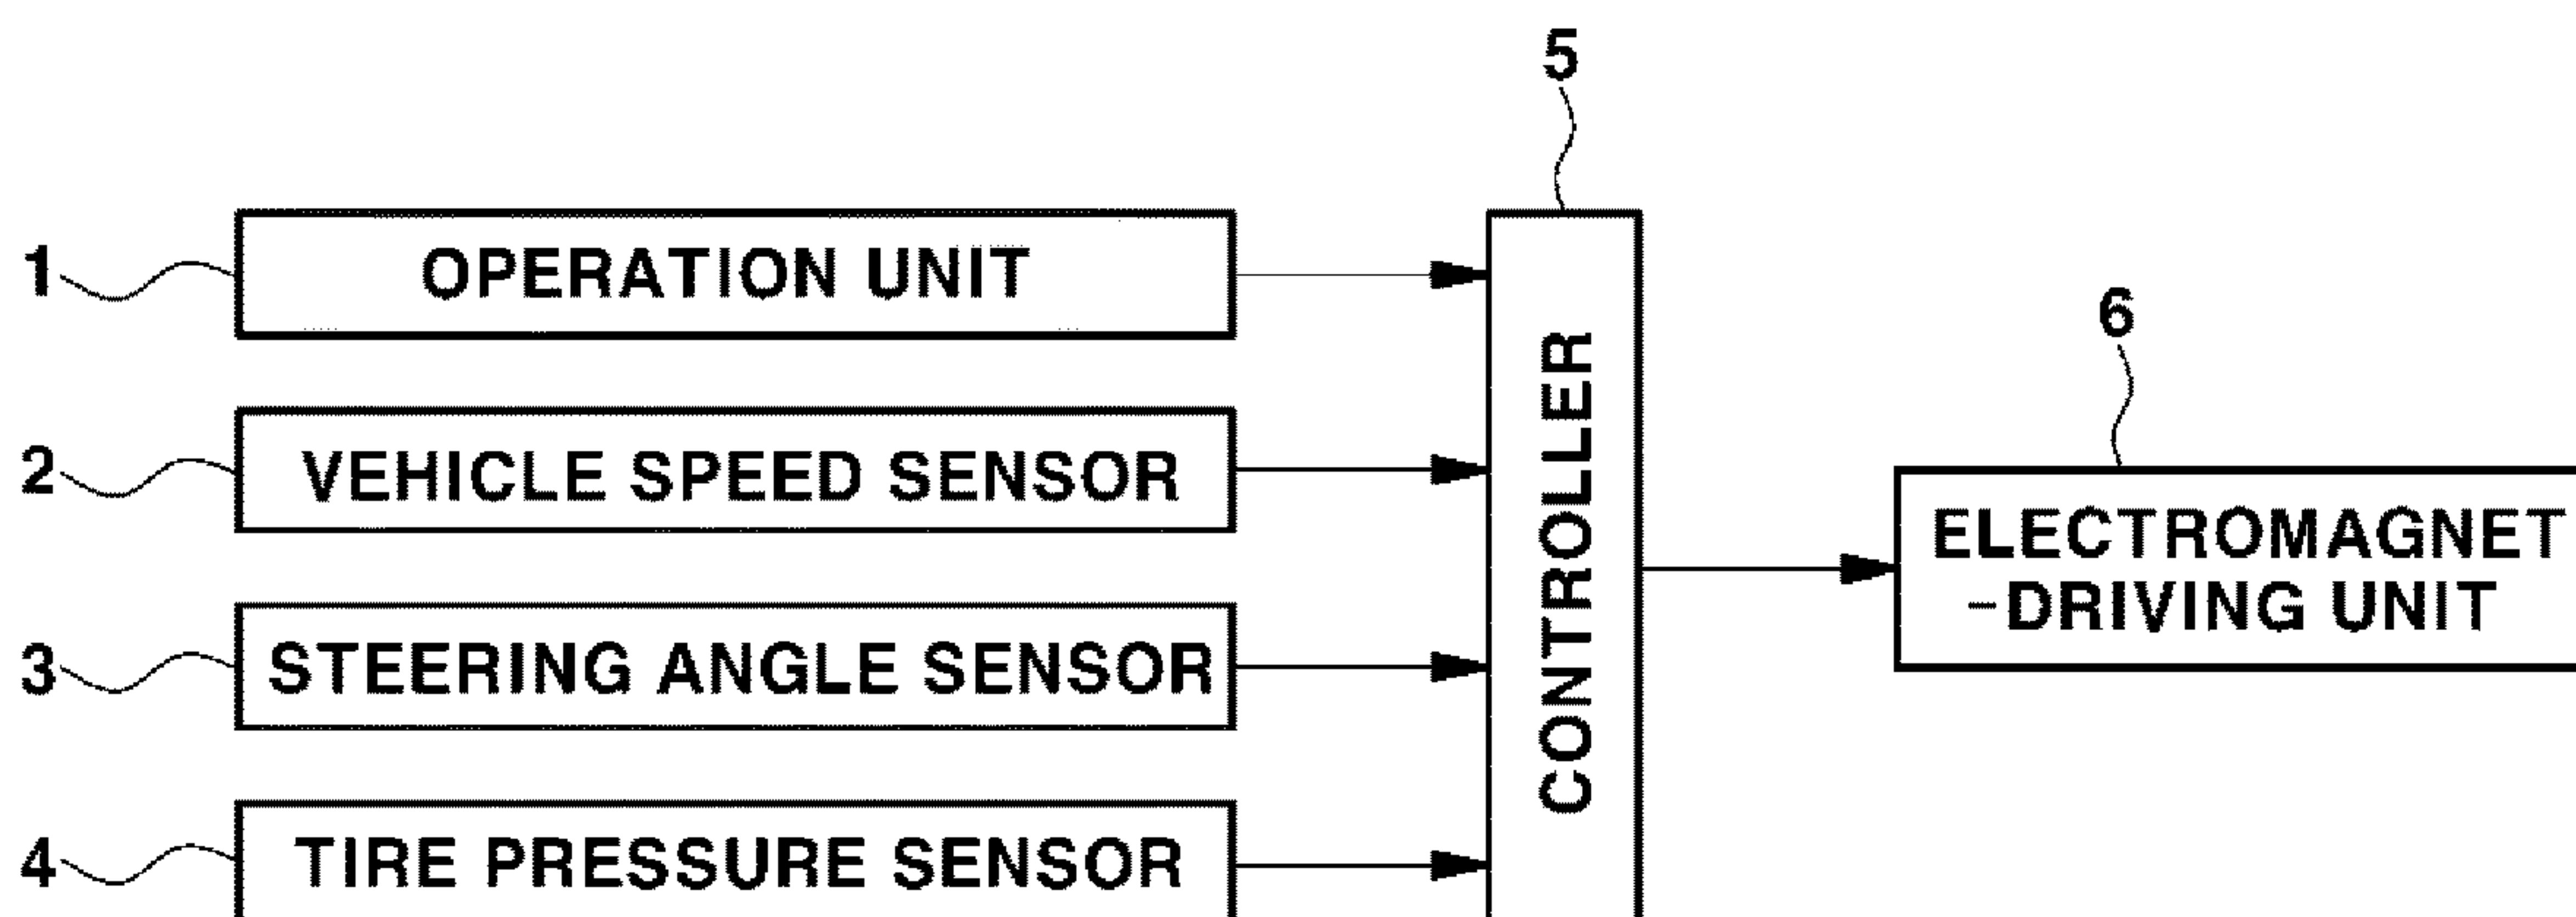 5
1 OPERATION UNIT
6
2 VEHICLE SPEED SENSOR
CONTROLLER
ELECTROMAGNET
-DRIVING UNIT
3 STEERING ANGLE SENSOR
4 TIRE PRESSURE SENSOR